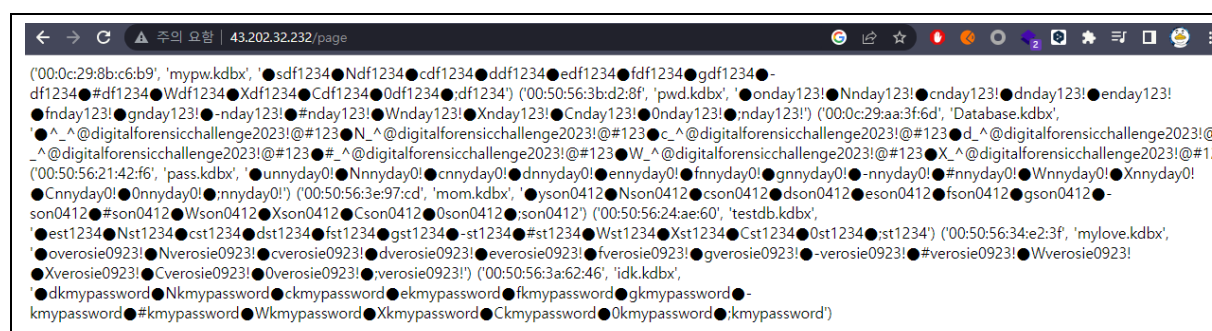 주의 요함 | 43.202.32.232/page
2
('00:0c:29:8b:c6:b9', 'mypw.kdbx', '●sdf1234●Ndf1234●cdf1234●ddf1234●edf1234●fdf1234●gdf1234●-
df1234●#df1234●Wdf1234●Xdf1234●Cdf1234●0df1234●;df1234') ('00:50:56:3b:d2:8f', 'pwd.kdbx', '●onday123!●Nnday123!●cnday123!●dnday123!●enday123!
●fnday123!●gnday123!●-nday123!●#nday123!●Wnday123!●Xnday123!●Cnday123!●0nday123!●;nday123!') ('00:0c:29:aa:3f:6d', 'Database.kdbx',
'●^_^@digitalforensicchallenge2023!@#123●N_^@digitalforensicchallenge2023!@#123●c_^@digitalforensicchallenge2023!@#123●d_^@digitalforensicchallenge2023!@
_^@digitalforensicchallenge2023!@#123●#_^@digitalforensicchallenge2023!@#123●W_^@digitalforensicchallenge2023!@#123●X_^@digitalforensicchallenge2023!@#1
('00:50:56:21:42:f6', 'pass.kdbx', '●unnyday0!●Nnnyday0!●cnnyday0!●dnnyday0!●ennyday0!●fnnyday0!●gnnyday0!●-nnyday0!●#nnyday0!●Wnnyday0!●Xnnyday0!
●Cnnyday0!●0nnyday0!●;nnyday0!') ('00:50:56:3e:97:cd', 'mom.kdbx', '●yson0412●Nson0412●cson0412●dson0412●eson0412●fson0412●gson0412●-
son0412●#son0412●Wson0412●Xson0412●Cson0412●0son0412●;son0412') ('00:50:56:24:ae:60', 'testdb.kdbx',
'●est1234●Nst1234●cst1234●dst1234●fst1234●gst1234●-st1234●#st1234●Wst1234●Xst1234●Cst1234●0st1234●;st1234') ('00:50:56:34:e2:3f', 'mylove.kdbx',
'●overosie0923!●Nverosie0923!●cverosie0923!●dverosie0923!●everosie0923!●fverosie0923!●gverosie0923!●-verosie0923!●#verosie0923!●Wverosie0923!
●Xverosie0923!●Cverosie0923!●0verosie0923!●;verosie0923!') ('00:50:56:3a:62:46', 'idk.kdbx',
'●dkmypassword●Nkmypassword●ckmypassword●ekmypassword●fkmypassword●gkmypassword●-
kmypassword●#kmypassword●Wkmypassword●Xkmypassword●Ckmypassword●0kmypassword●;kmypassword')